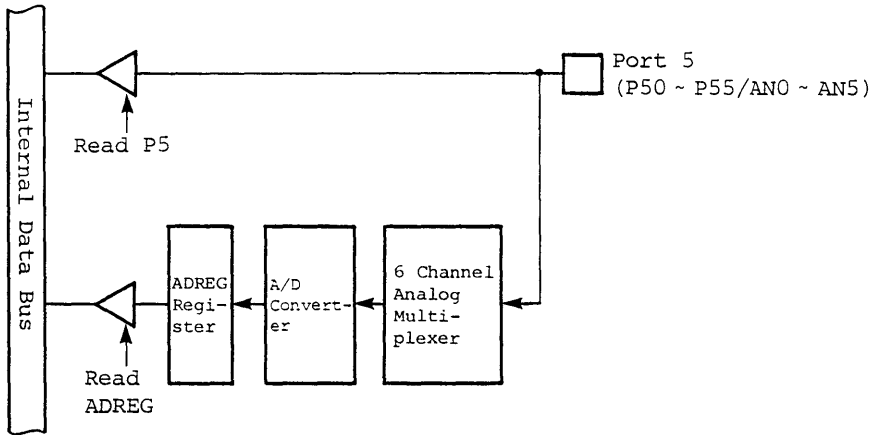 Port 5
(P50 ~ P55/AN0 ~ AN5)
Read P5
Internal Data Bus
ADREG
Regi-
ster
A/D
Convert-
er
6 Channel
Analog
Multi-
plexer
Read
ADREG